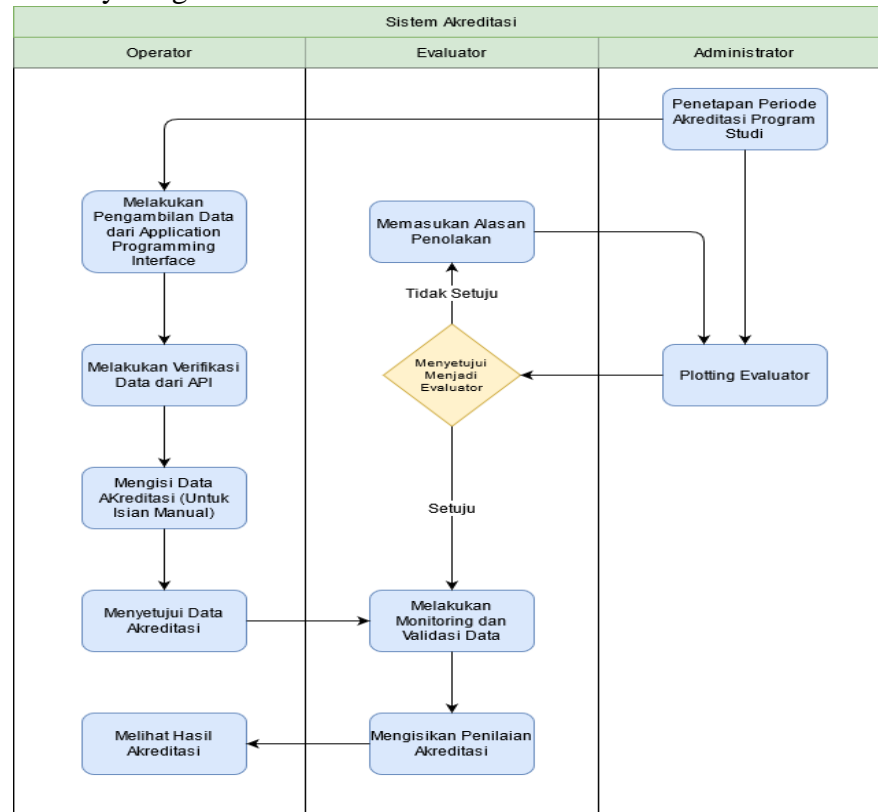 Sistem Akreditasi
Operator
Evaluator
Administrator
Penetapan Periode
Akreditasi Program
Studi
Melakukan
Pengambilan Data
dari Application
Programming
Interface
Memasukan Alasan
Penolakan
Tidak Setuju
Melakukan Verifikasi
Data dari API
Menyetujui
Menjadi
Evaluator
Plotting Evaluator
Mengisi Data
AKreditasi (Untuk
Isian Manual)
Setuju
Menyetujui Data
Akreditasi
Melakukan
Monitoring dan
Validasi Data
Melihat Hasil
Akreditasi
Mengisikan Penilaian
Akreditasi